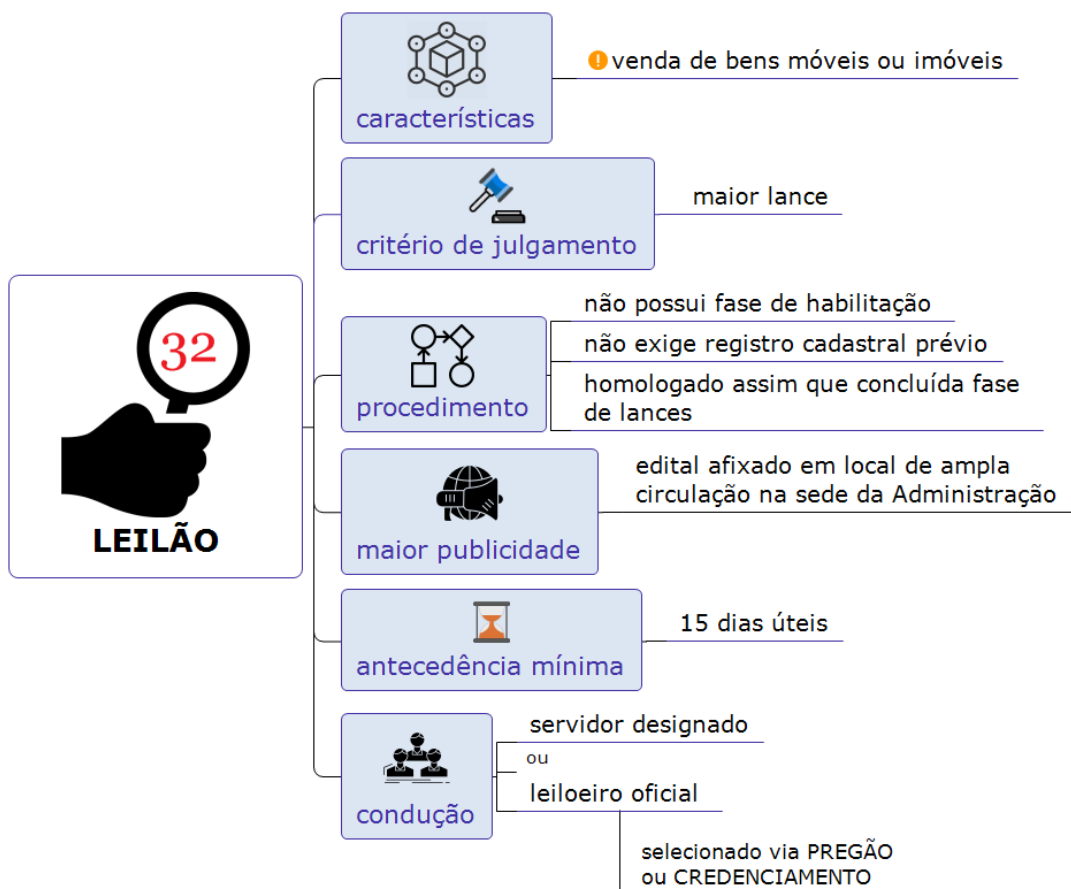 32
LEILÃO
características
venda de bens móveis ou imóveis
critério de julgamento
maior lance
procedimento
não possui fase de habilitação
não exige registro cadastral prévio
homologado assim que concluída fase
de lances
maior publicidade
edital afixado em local de ampla
circulação na sede da Administração
antecedência mínima
15 dias úteis
condução
servidor designado
ou
leiloeiro oficial
selecionado via PREGÃO
ou CREDENCIAMENTO